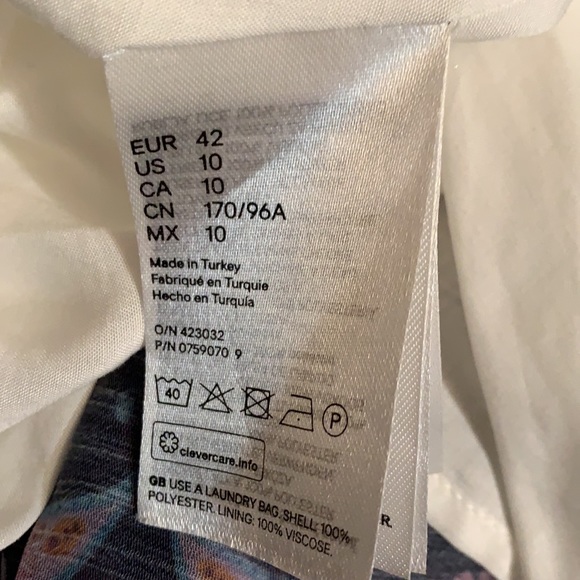 EUR 42
US 10
CA 10
CN 170/96A
MX 10
Made in Turkey
Fabriqué en Turquie
Hecho en Turquía
O/N 423032
P/N 0759070 9
40
P
clevercare.info
GB USE A LAUNDRY BAG. SHELL: 100%
POLYESTER. LINING: 100% VISCOSE.
R.